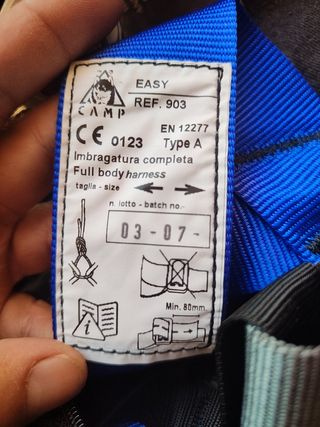 EASY
REF. 903
CAMP
CE 0123
EN 12277
Type A
Imbragatura completa
Full body harness
taglia - size
n. lotto - batch no.
03-07-
i
Min. 80mm.